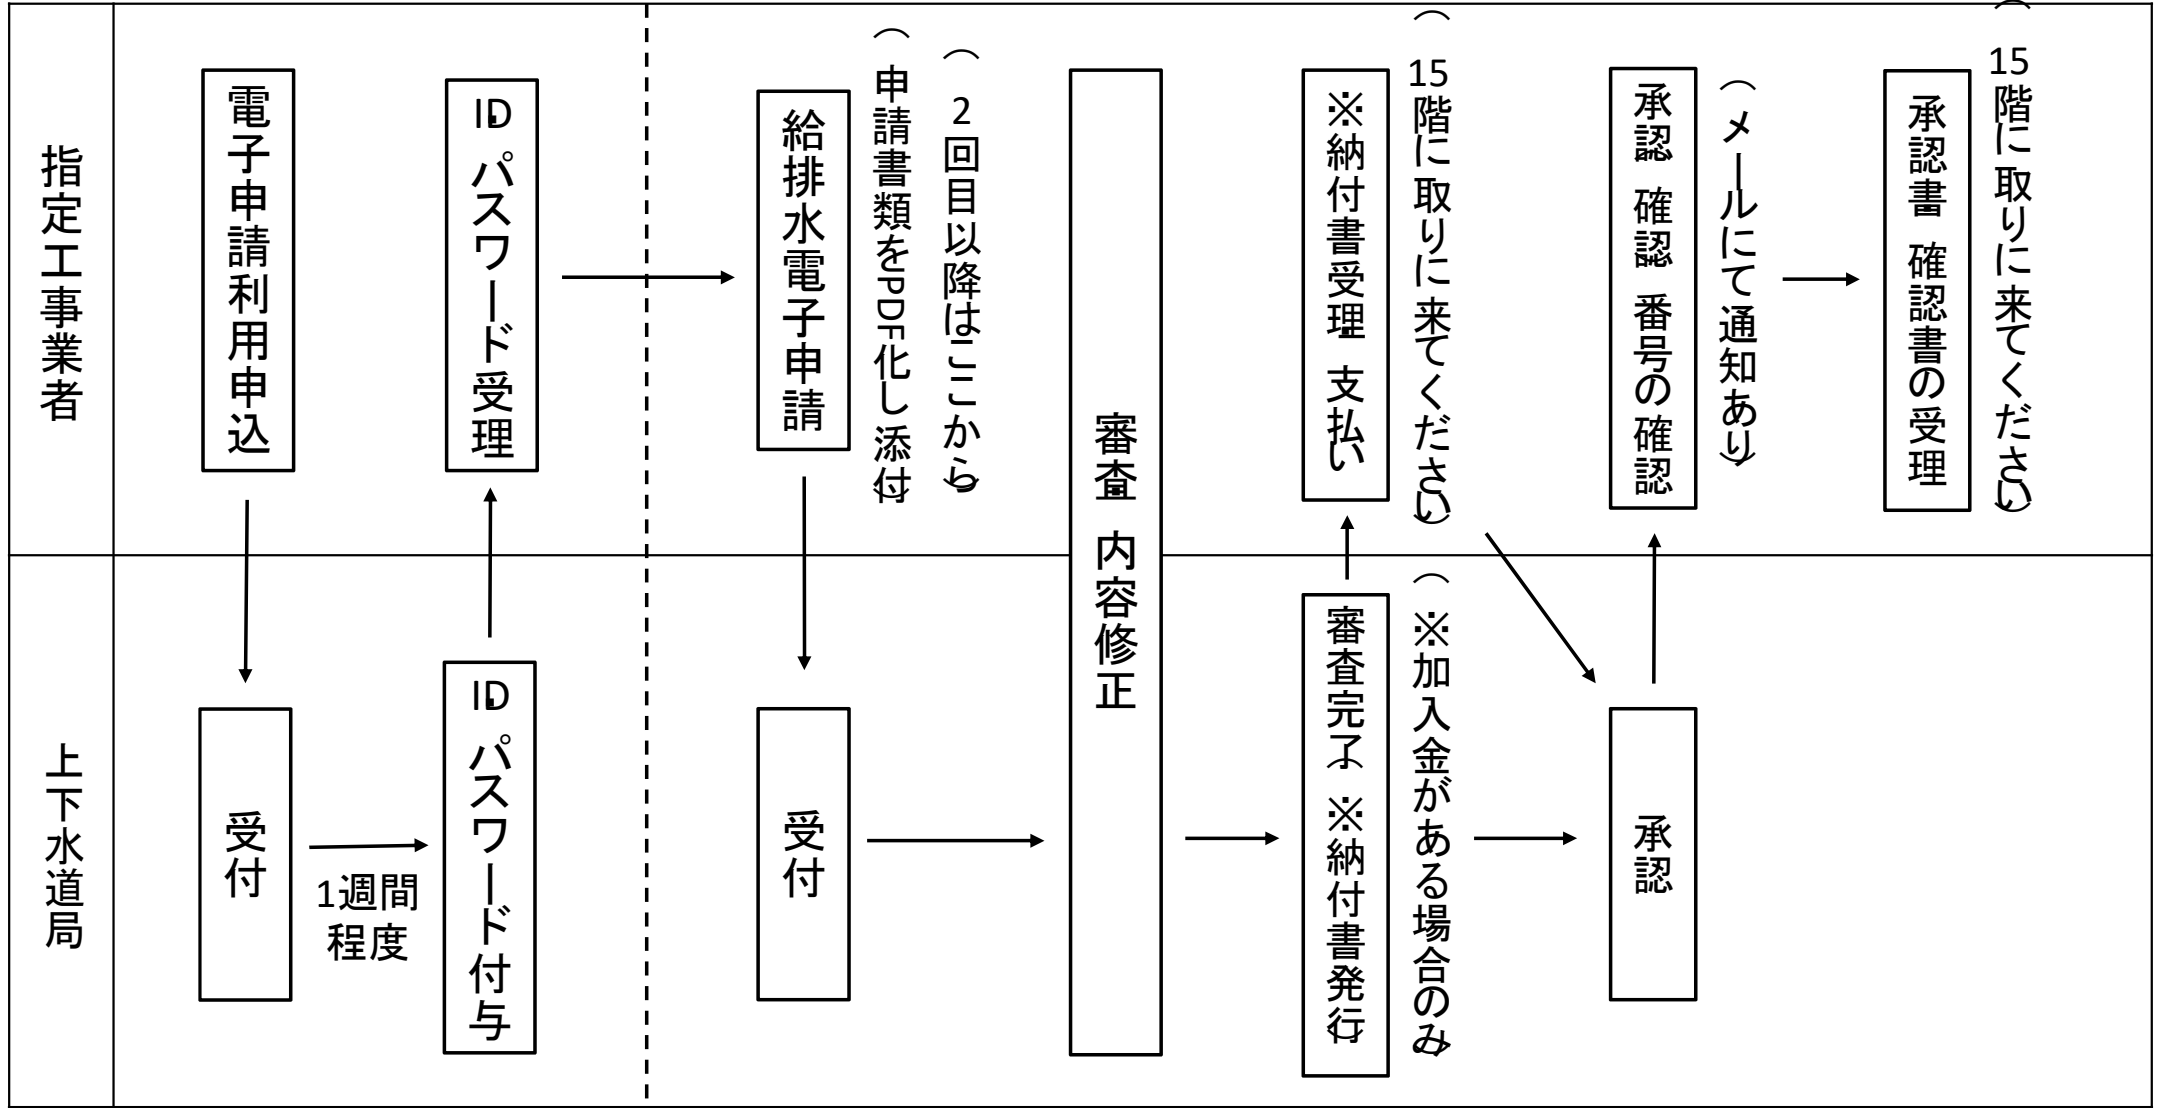 指定工事業者
電子申請利用申込
ID・パスワード受理
給排水電子申請
（申請書類をPDF化し添付）
（2回目以降はここから）
審査・内容修正
※納付書受理・支払い
（15階に取りに来てください）
承認・確認番号の確認
（メールにて通知あり）
承認書・確認書の受理
（15階に取りに来てください）
上下水道局
受付
1週間
程度
ID・パスワード付与
受付
審査完了（※納付書発行）
（※加入金がある場合のみ）
承認